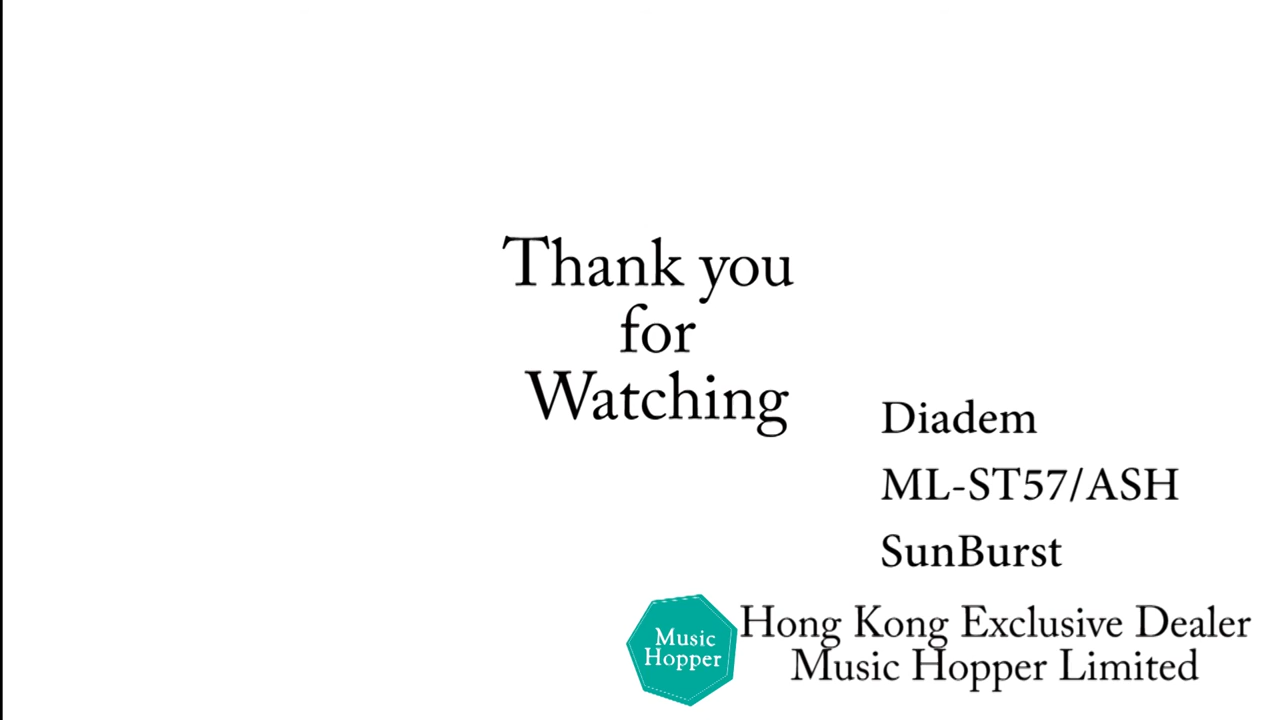 Thank you
for
Watching
Diadem
ML-ST57/ASH
SunBurst
Music
Hopper
Hong Kong Exclusive Dealer
Music Hopper Limited